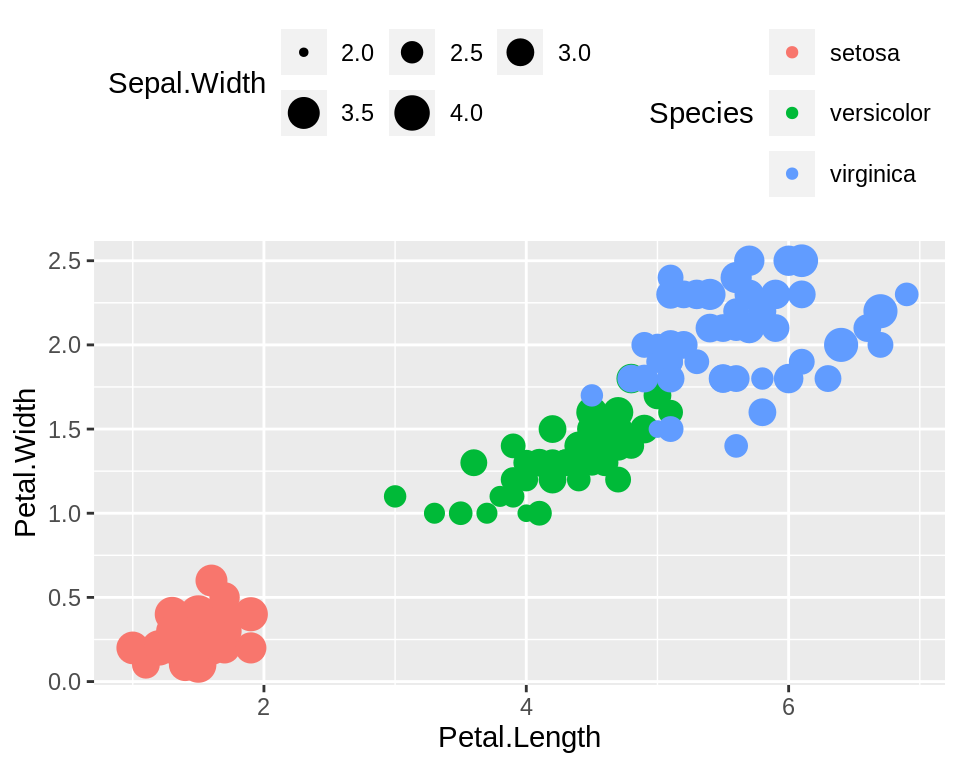 Sepal.Width
2.0 2.5 3.0
3.5 4.0
Species
setosa
versicolor
virginica
Petal.Width
2.5
2.0
1.5
1.0
0.5
0.0
2 4 6
Petal.Length